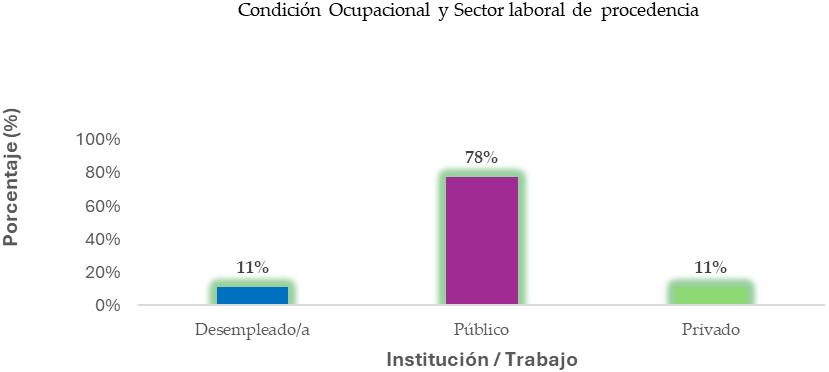 Condición Ocupacional y Sector laboral de procedencia
Porcentaje (%)
100%
80%
60%
40%
20%
0%
11%
78%
11%
Desempleado/a
Público
Privado
Institución / Trabajo